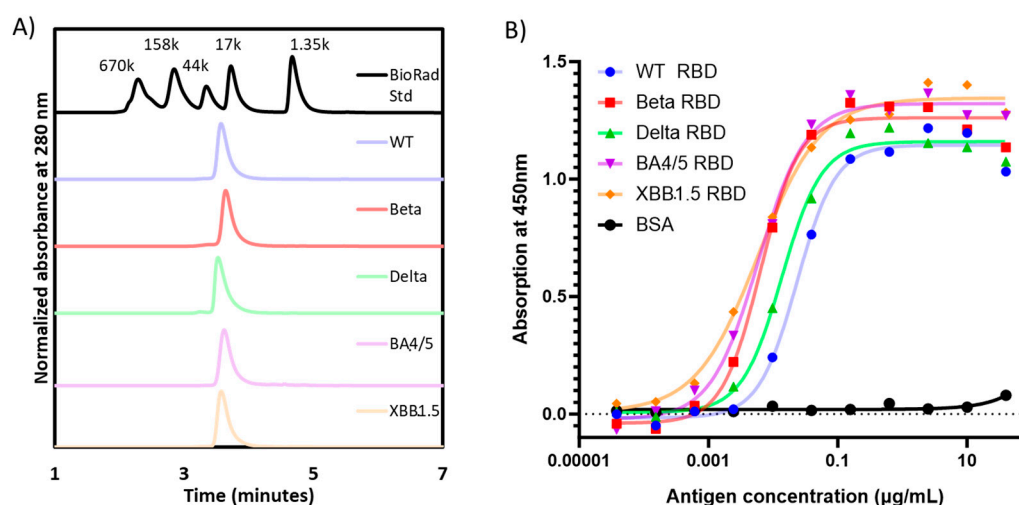 A)
158k
17k
1.35k
670k
44k
BioRad
Std
WT
Beta
Delta
BA4/5
XBB1.5
Normalized absorbance at 280 nm
1
3
5
7
Time (minutes)
B)
1.5
1.0
0.5
0.0
Absorption at 450nm
WT RBD
Beta RBD
Delta RBD
BA4/5 RBD
XBB1.5 RBD
BSA
0.00001
0.001
0.1
10
Antigen concentration (µg/mL)